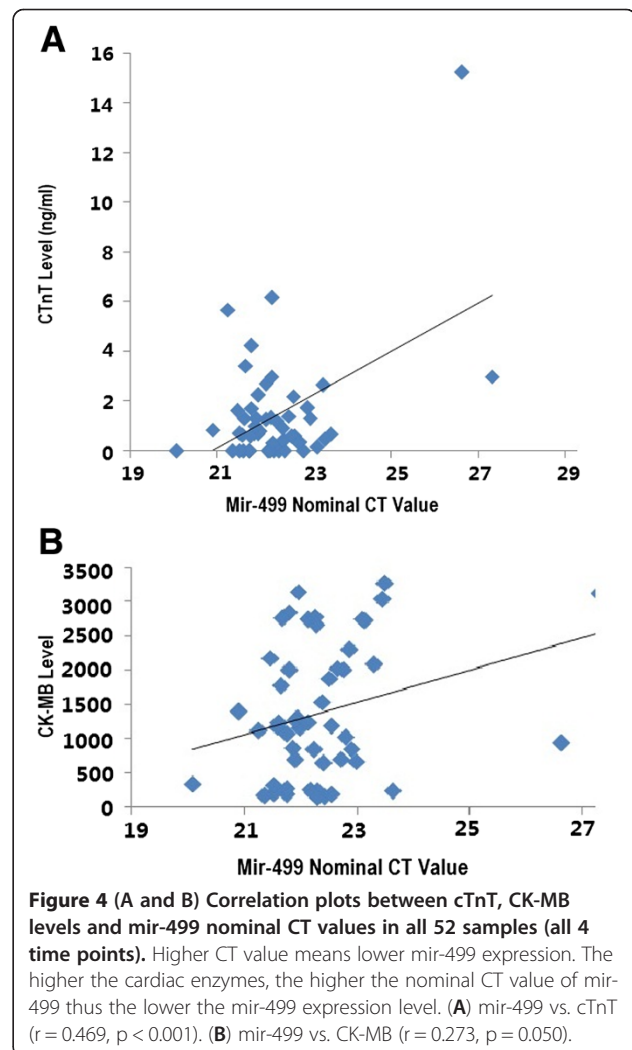 A
16
14
12
10
8
6
4
2
0
CTnT Level (ng/ml)
19 21 23 25 27 29
Mir-499 Nominal CT Value
B
3500
3000
2500
2000
1500
1000
500
0
CK-MB Level
19 21 23 25 27
Mir-499 Nominal CT Value
Figure 4 (A and B) Correlation plots between cTnT, CK-MB
levels and mir-499 nominal CT values in all 52 samples (all 4
time points). Higher CT value means lower mir-499 expression. The
higher the cardiac enzymes, the higher the nominal CT value of mir-
499 thus the lower the mir-499 expression level. (A) mir-499 vs. cTnT
(r = 0.469, p < 0.001). (B) mir-499 vs. CK-MB (r = 0.273, p = 0.050).